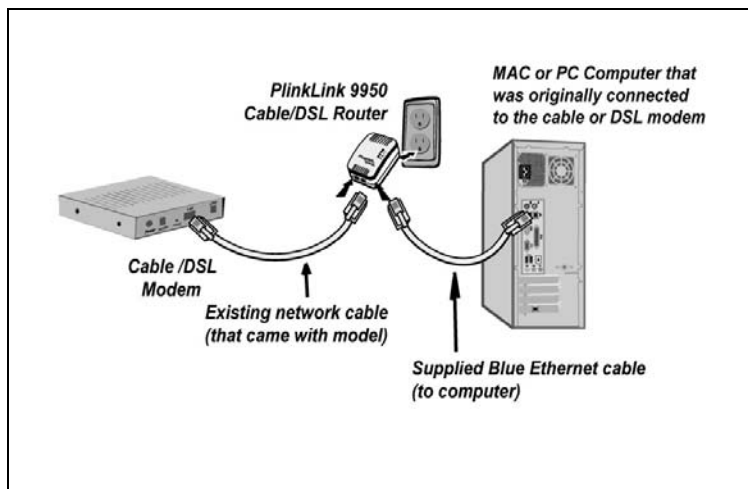 PlinkLink 9950
Cable/DSL Router
MAC or PC Computer that
was originally connected
to the cable or DSL modem
Cable /DSL
Modem
Existing network cable
(that came with model)
Supplied Blue Ethernet cable
(to computer)